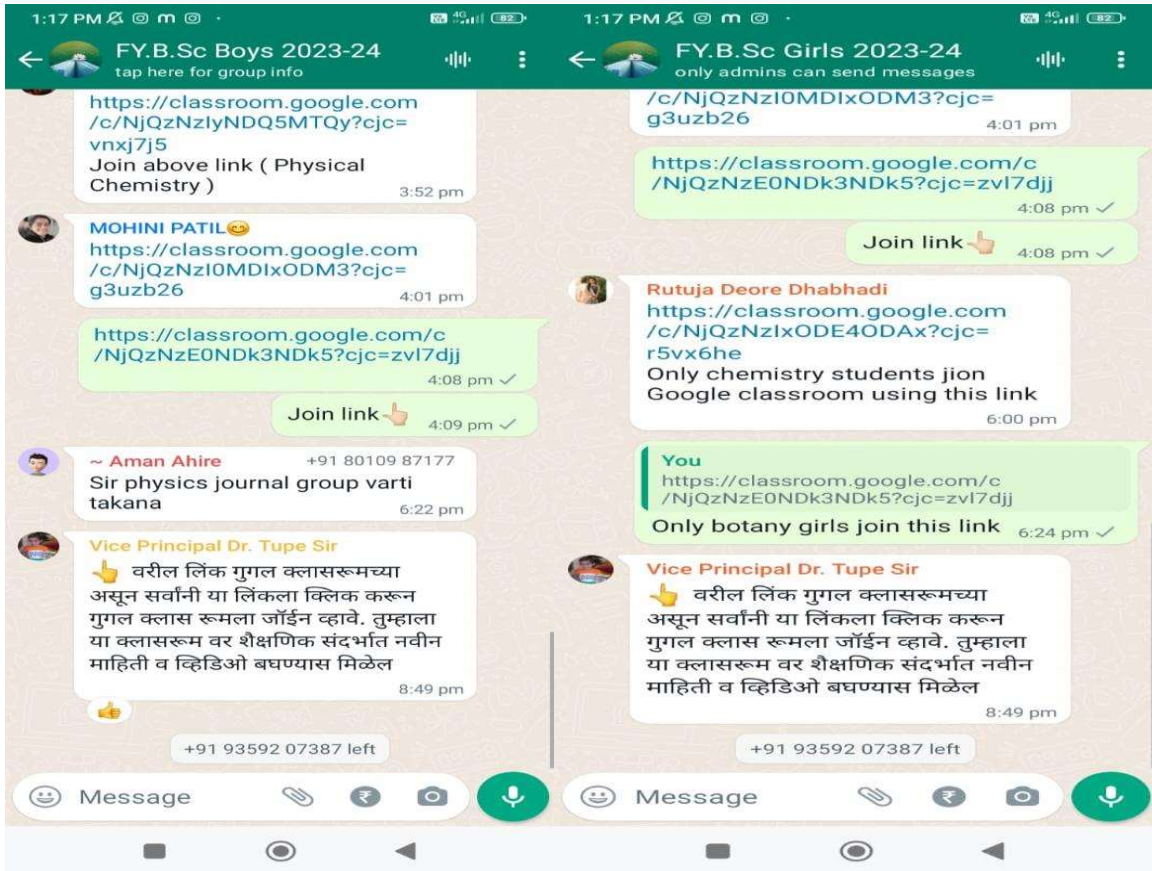 1:17 PM
4G
82
FY.B.Sc Boys 2023-24
tap here for group info
https://classroom.google.com
/c/NjQzNzIyNDQ5MTQy?cjc=
vnxj7j5
Join above link ( Physical
Chemistry )
3:52 pm
MOHINI PATIL😊
https://classroom.google.com
/c/NjQzNzI0MDIxODM3?cjc=
g3uzb26
4:01 pm
https://classroom.google.com/c
/NjQzNzE0NDk3NDk5?cjc=zvl7djj
4:08 pm
Join link👆🏻
4:09 pm
~ Aman Ahire +91 80109 87177
Sir physics journal group varti
takana
6:22 pm
Vice Principal Dr. Tupe Sir
👆 वरील लिंक गुगल क्लासरूमच्या
असून सर्वांनी या लिंकला क्लिक करून
गुगल क्लास रूमला जॉईन व्हावे. तुम्हाला
या क्लासरूम वर शैक्षणिक संदर्भात नवीन
माहिती व व्हिडिओ बघण्यास मिळेल
8:49 pm
👍
+91 93592 07387 left
Message
1:17 PM
4G
82
FY.B.Sc Girls 2023-24
only admins can send messages
/c/NjQzNzI0MDIxODM3?cjc=
g3uzb26
4:01 pm
https://classroom.google.com/c
/NjQzNzE0NDk3NDk5?cjc=zvl7djj
4:08 pm
Join link👆🏻
4:08 pm
Rutuja Deore Dhabhadi
https://classroom.google.com
/c/NjQzNzIxODE4ODAx?cjc=
r5vx6he
Only chemistry students jion
Google classroom using this link
6:00 pm
You
https://classroom.google.com/c
/NjQzNzE0NDk3NDk5?cjc=zvl7djj
Only botany girls join this link
6:24 pm
Vice Principal Dr. Tupe Sir
👆 वरील लिंक गुगल क्लासरूमच्या
असून सर्वांनी या लिंकला क्लिक करून
गुगल क्लास रूमला जॉईन व्हावे. तुम्हाला
या क्लासरूम वर शैक्षणिक संदर्भात नवीन
माहिती व व्हिडिओ बघण्यास मिळेल
8:49 pm
+91 93592 07387 left
Message